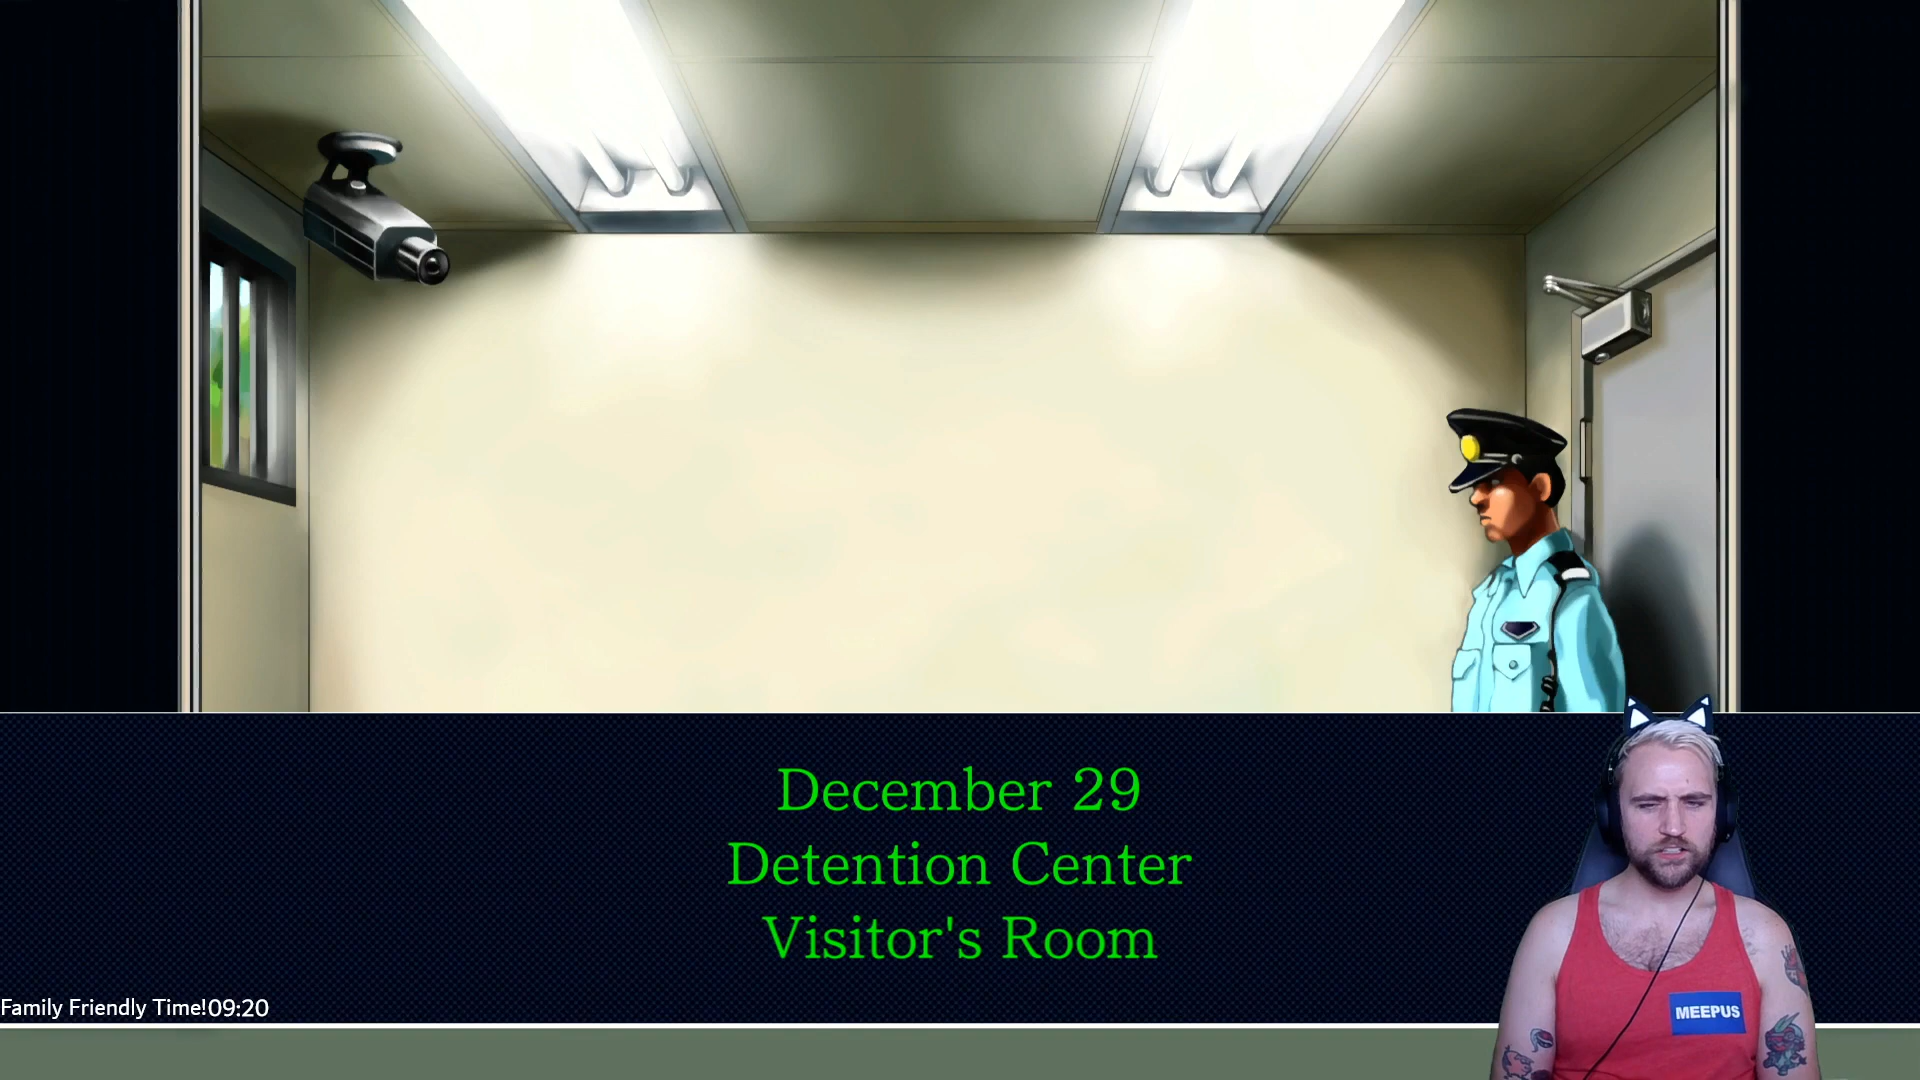 December 29
Detention Center
Visitor's Room
Family Friendly Time!09:20
MEEPUS